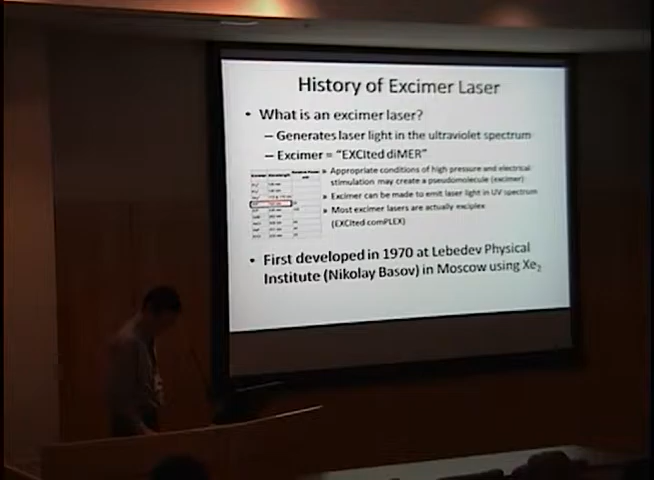 History of Excimer Laser
• What is an excimer laser?
– Generates laser light in the ultraviolet spectrum
– Excimer = "EXCIted diMER"
» Appropriate conditions of high pressure and electrical
stimulation may create a pseudomolecule (excimer)
» Excimer can be made to emit laser light in UV spectrum
» Most excimer lasers are actually exciplex
(EXCIted comPLEX)
• First developed in 1970 at Lebedev Physical
Institute (Nikolay Basov) in Moscow using Xe₂